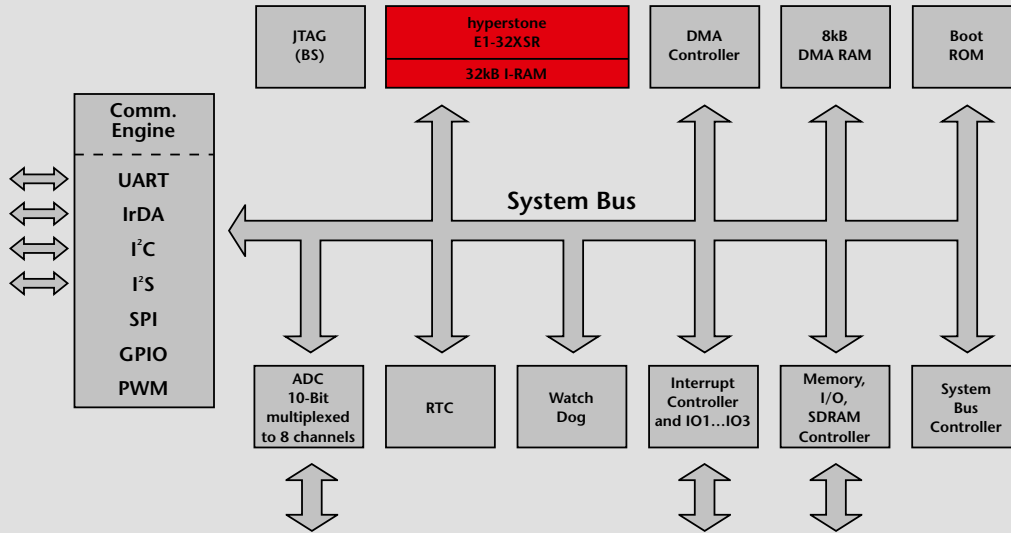 JTAG
(BS)
hyperstone
E1-32XSR
32kB I-RAM
DMA
Controller
8kB
DMA RAM
Boot
ROM
Comm.
Engine
UART
IrDA
I²C
I²S
SPI
GPIO
PWM
System Bus
ADC
10-Bit
multiplexed
to 8 channels
RTC
Watch
Dog
Interrupt
Controller
and IO1...IO3
Memory,
I/O,
SDRAM
Controller
System
Bus
Controller